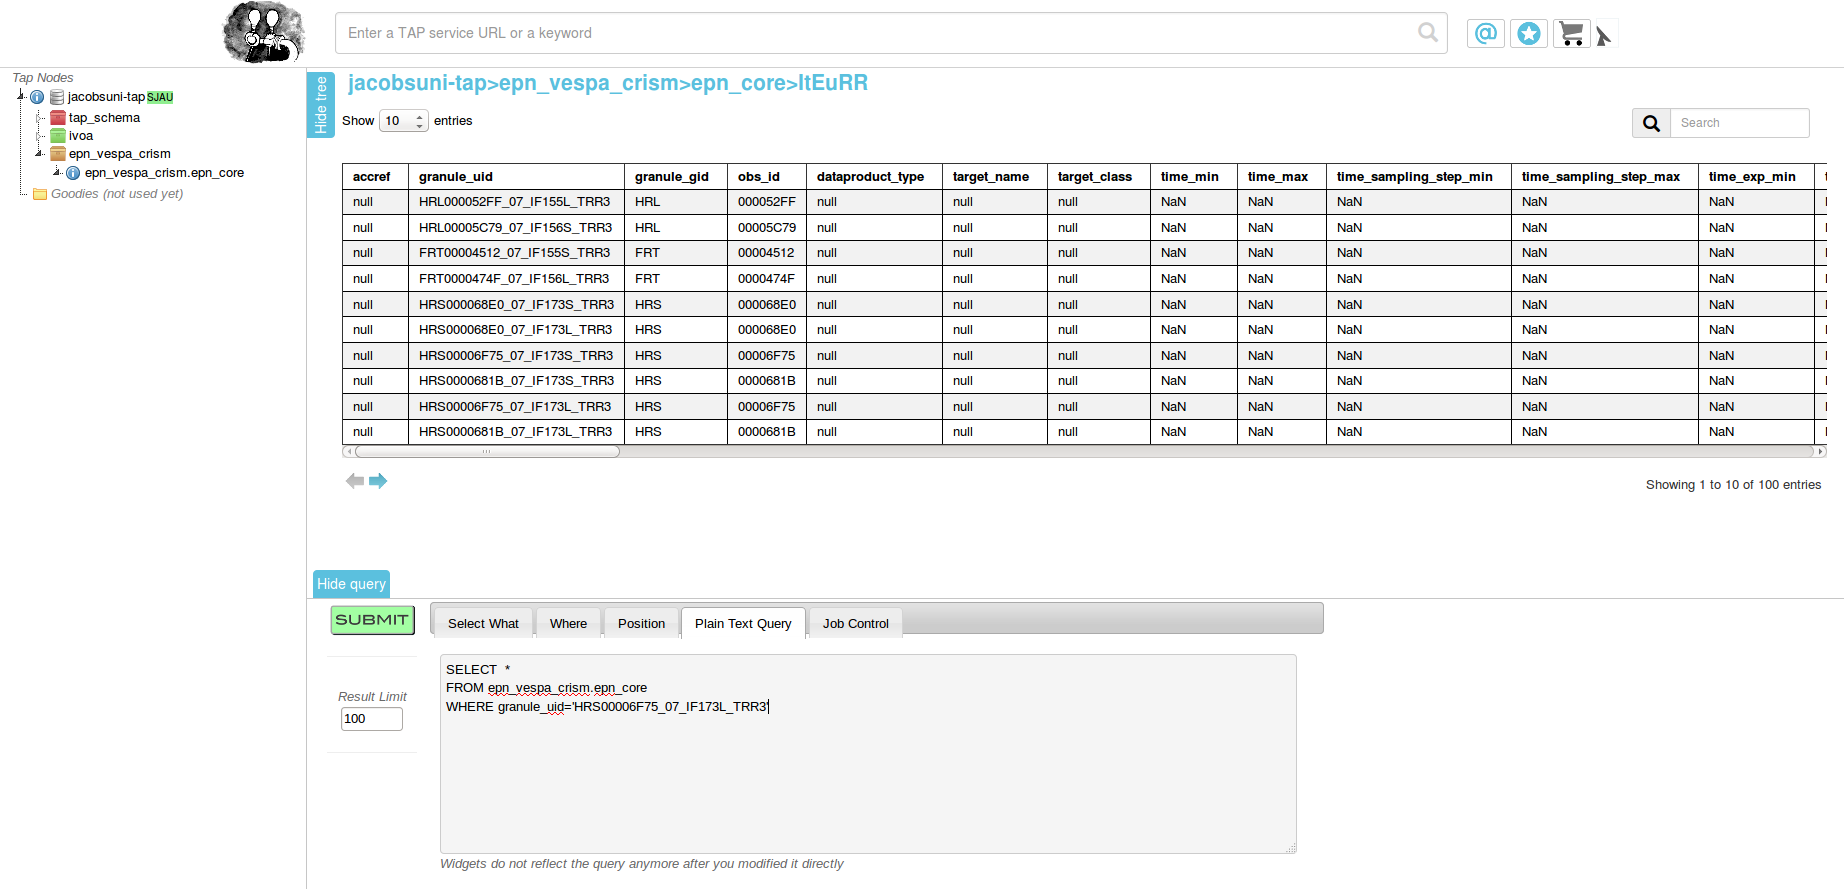 Enter a TAP service URL or a keyword
@
Tap Nodes
jacobsuni-tap SJAU
tap_schema
ivoa
epn_vespa_crism
epn_vespa_crism.epn_core
Goodies (not used yet)
Hide tree
jacobsuni-tap>epn_vespa_crism>epn_core>ItEuRR
Show 10 entries
Search
accref granule_uid granule_gid obs_id dataproduct_type target_name target_class time_min time_max time_sampling_step_min time_sampling_step_max time_exp_min
null HRL000052FF_07_IF155L_TRR3 HRL 000052FF null null null NaN NaN NaN NaN NaN
null HRL00005C79_07_IF156S_TRR3 HRL 00005C79 null null null NaN NaN NaN NaN NaN
null FRT00004512_07_IF155S_TRR3 FRT 00004512 null null null NaN NaN NaN NaN NaN
null FRT0000474F_07_IF156L_TRR3 FRT 0000474F null null null NaN NaN NaN NaN NaN
null HRS000068E0_07_IF173S_TRR3 HRS 000068E0 null null null NaN NaN NaN NaN NaN
null HRS000068E0_07_IF173L_TRR3 HRS 000068E0 null null null NaN NaN NaN NaN NaN
null HRS00006F75_07_IF173S_TRR3 HRS 00006F75 null null null NaN NaN NaN NaN NaN
null HRS0000681B_07_IF173S_TRR3 HRS 0000681B null null null NaN NaN NaN NaN NaN
null HRS00006F75_07_IF173L_TRR3 HRS 00006F75 null null null NaN NaN NaN NaN NaN
null HRS0000681B_07_IF173L_TRR3 HRS 0000681B null null null NaN NaN NaN NaN NaN
Showing 1 to 10 of 100 entries
Hide query
SUBMIT
Select What Where Position Plain Text Query Job Control
Result Limit
100
SELECT *
FROM epn_vespa_crism.epn_core
WHERE granule_uid='HRS00006F75_07_IF173L_TRR3'
Widgets do not reflect the query anymore after you modified it directly